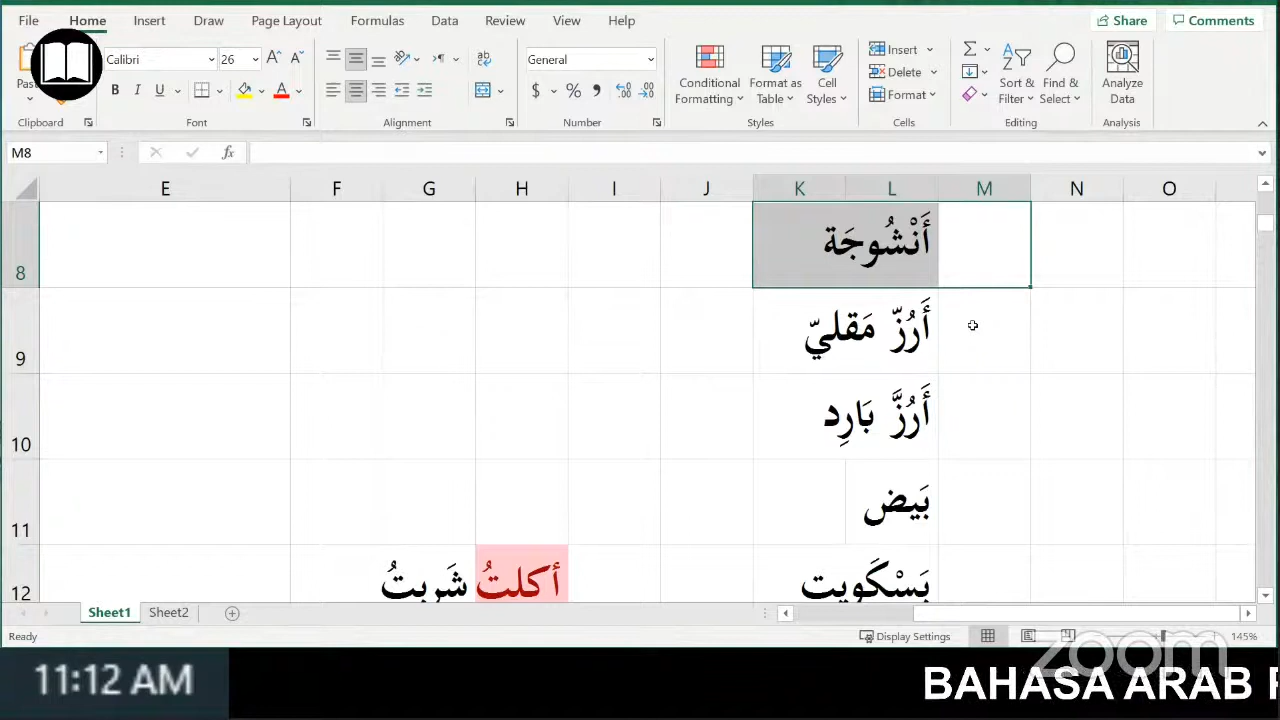 File Home Insert Draw Page Layout Formulas Data Review View Help Share Comments
Calibri 26 General Insert Delete Format
Conditional Formatting Format as Table Cell Styles Sort & Filter Find & Select Analyze Data
Clipboard Font Alignment Number Styles Cells Editing Analysis
M8 fx
E F G H I J K L M N O
8 أَنْشُوجَة
9 أَرُزّ مَقليّ
10 أَرُزَّ بَارِد
11 بَيض
12 شَرِبتُ أكلتُ بَسْكَويت
Sheet1 Sheet2
Ready Display Settings 145%
zoom
11:12 AM BAHASA ARAB